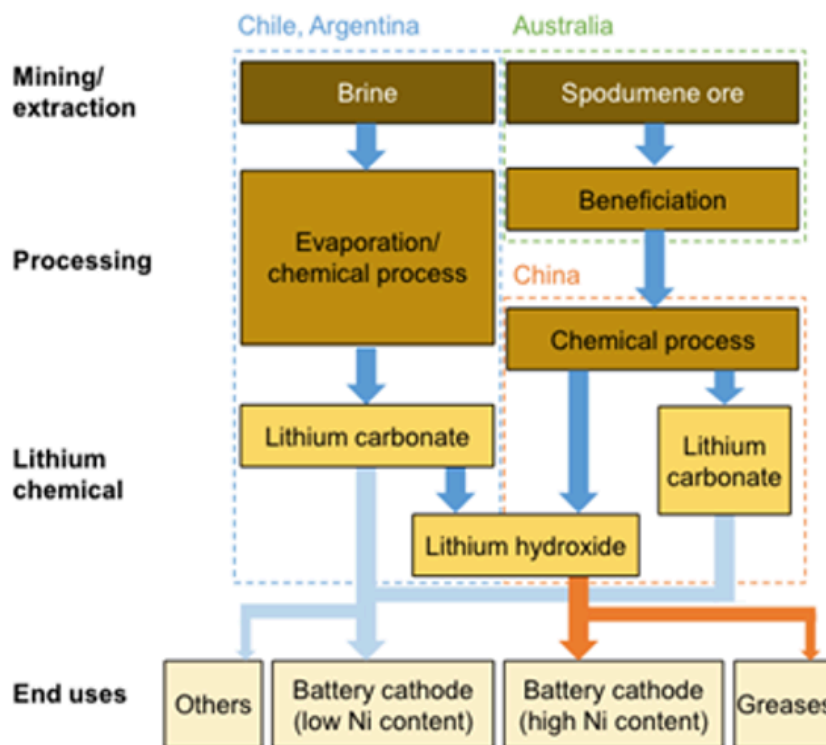 Chile, Argentina
Australia
Mining/
extraction
Brine
Spodumene ore
Beneficiation
Processing
Evaporation/
chemical process
China
Chemical process
Lithium
chemical
Lithium carbonate
Lithium
carbonate
Lithium hydroxide
End uses
Others
Battery cathode
(low Ni content)
Battery cathode
(high Ni content)
Greases